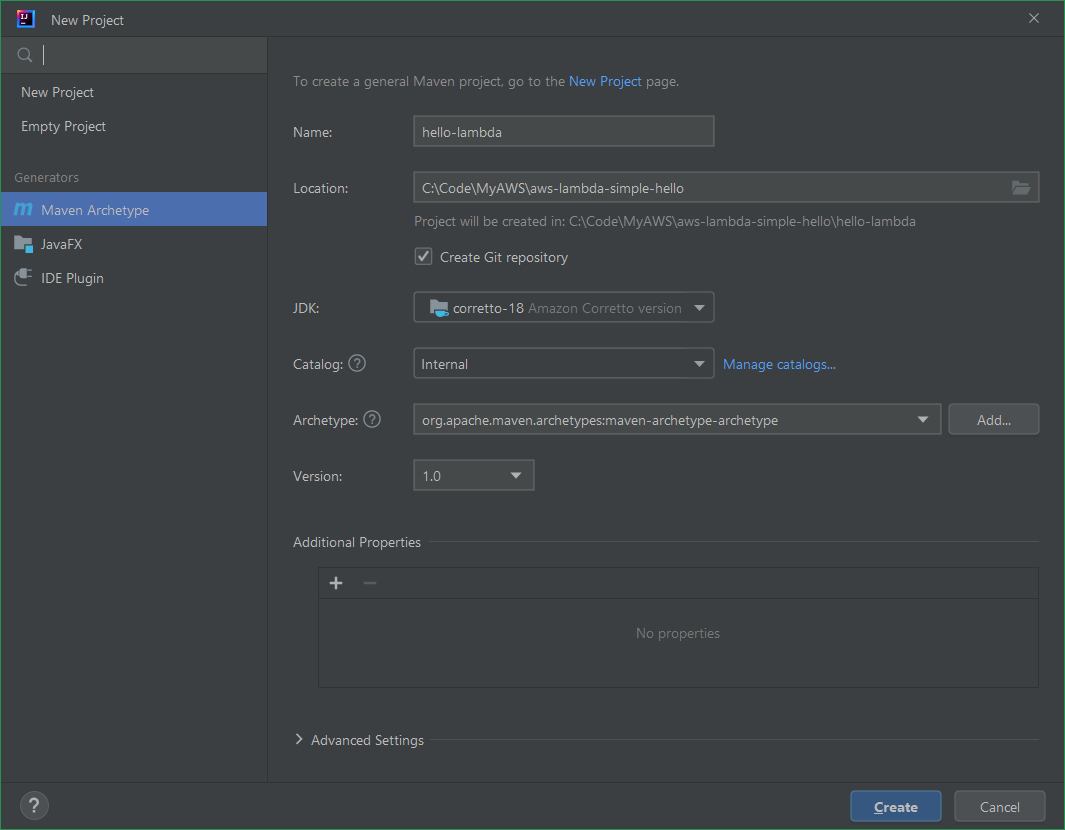 New Project
New Project
Empty Project
Generators
Maven Archetype
JavaFX
IDE Plugin
To create a general Maven project, go to the New Project page.
Name: hello-lambda
Location: C:\Code\MyAWS\aws-lambda-simple-hello
Project will be created in: C:\Code\MyAWS\aws-lambda-simple-hello\hello-lambda
Create Git repository
JDK: corretto-18 Amazon Corretto version
Catalog: ? Internal Manage catalogs...
Archetype: ? org.apache.maven.archetypes:maven-archetype-archetype Add...
Version: 1.0
Additional Properties
No properties
Advanced Settings
? Create Cancel